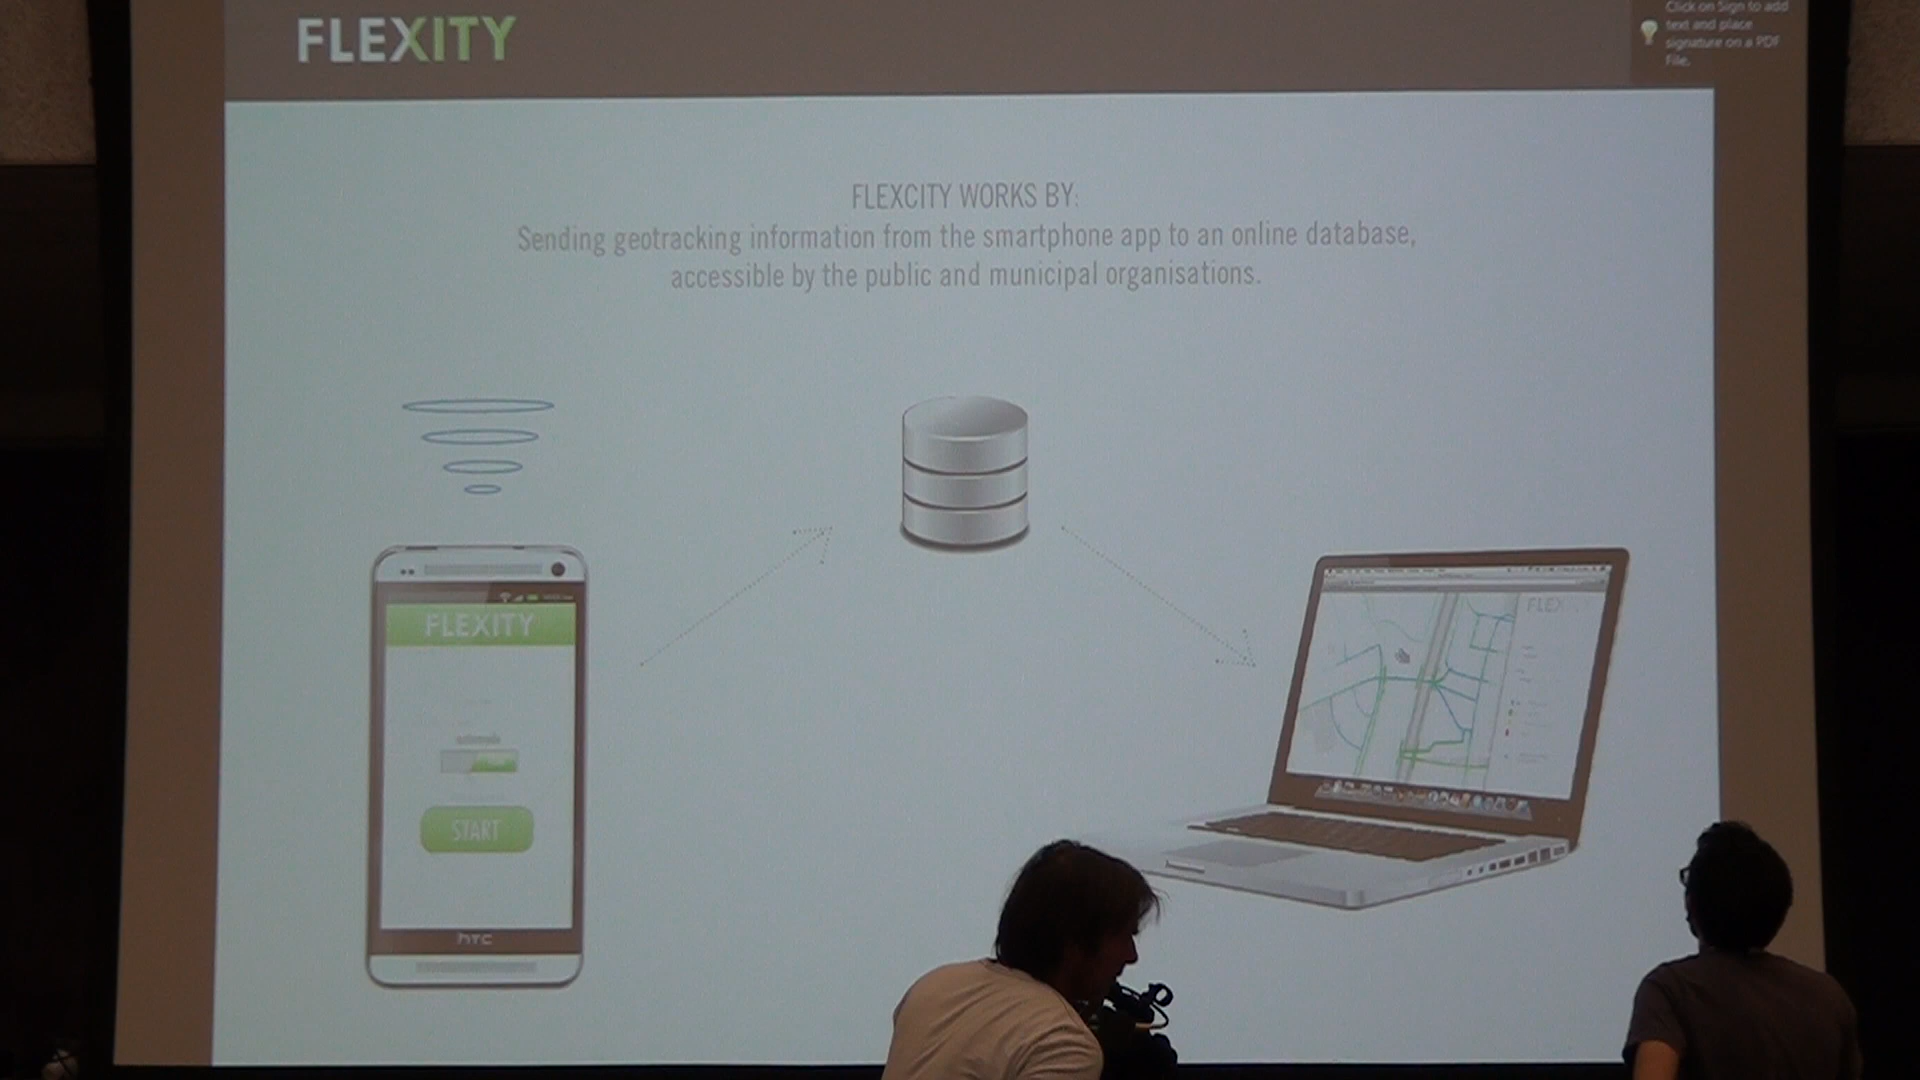 FLEXITY
Click on Sign to add
text and place
signature on a PDF
File.
FLEXCITY WORKS BY:
Sending geotracking information from the smartphone app to an online database,
accessible by the public and municipal organisations.
FLEXITY
START
hTC
FLEX